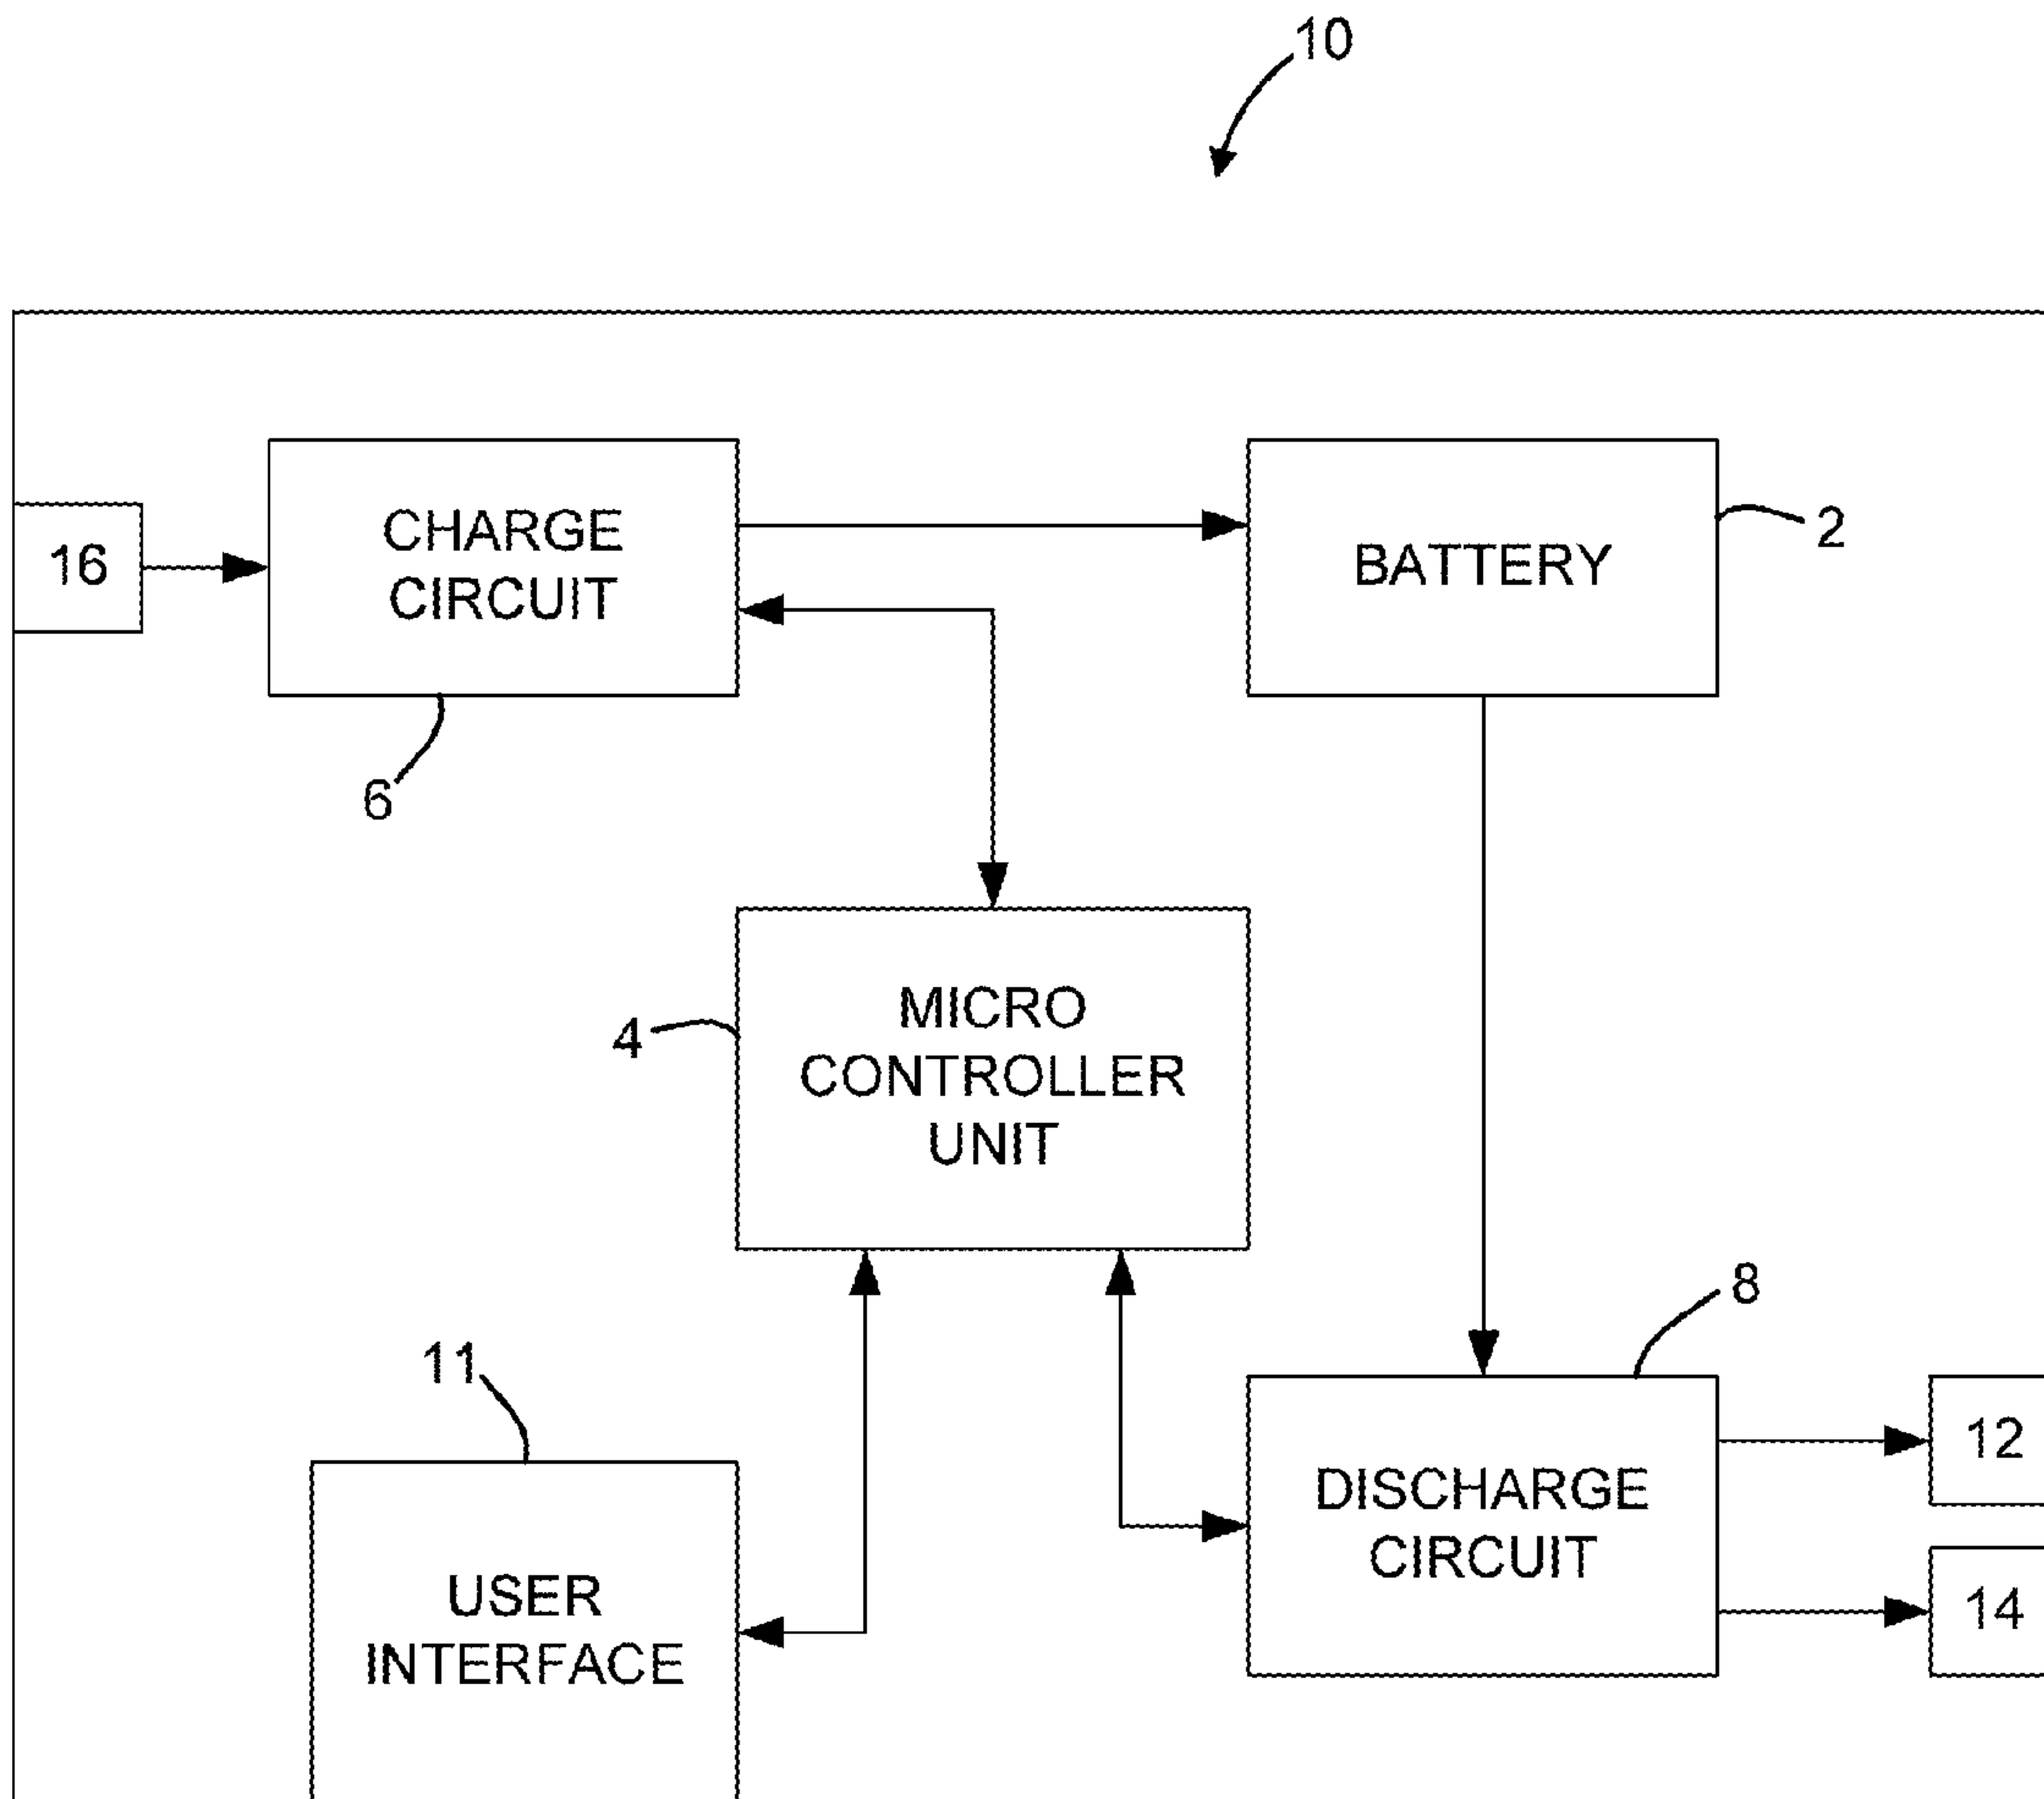 10
CHARGE
CIRCUIT
16
BATTERY
2
6
MICRO
CONTROLLER
UNIT
4
8
11
12
DISCHARGE
CIRCUIT
14
USER
INTERFACE